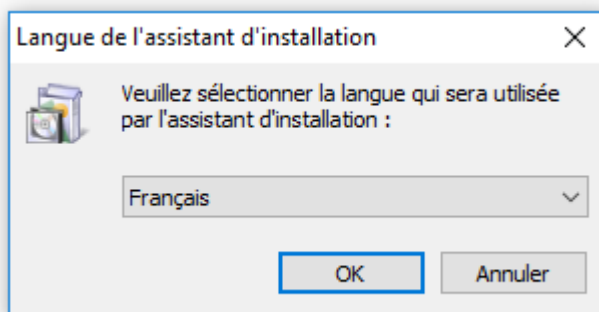 Langue de l'assistant d'installation
Veuillez sélectionner la langue qui sera utilisée
par l'assistant d'installation :
Français
OK
Annuler